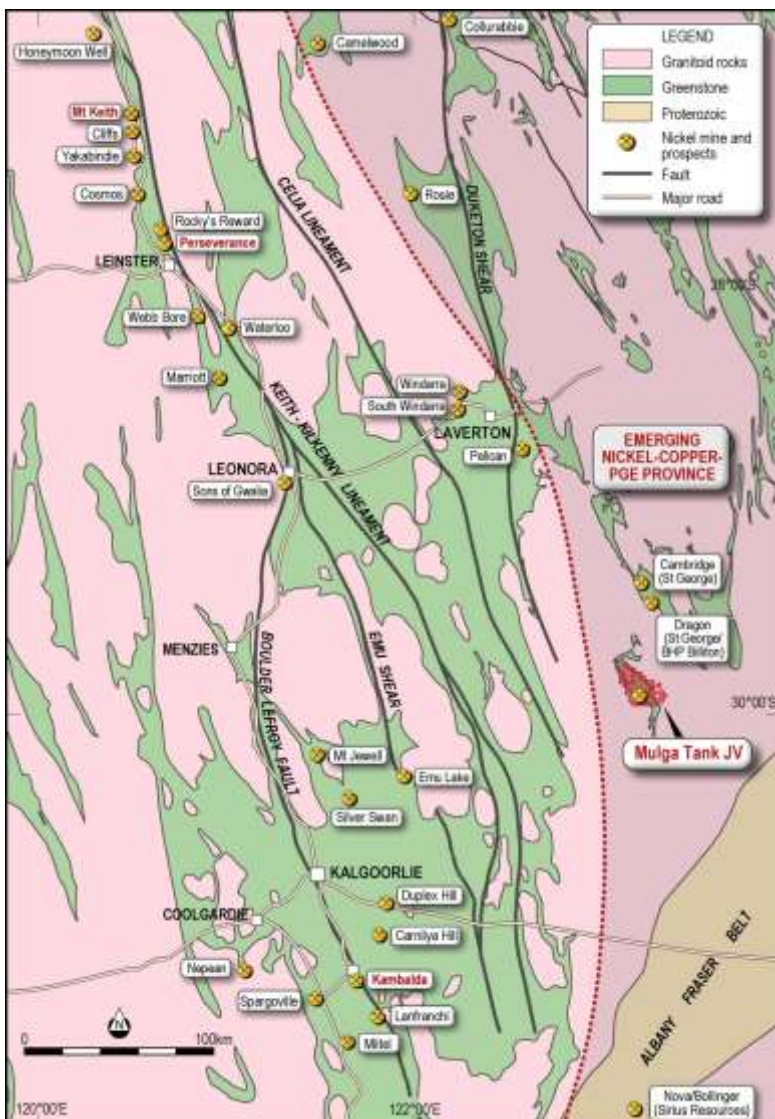 Honeymoon Well
Camelwood
Collurabbie
LEGEND
Granitoid rocks
Greenstone
Proterozoic
Nickel mine and
prospects
Fault
Major road
Mt Keith
Cliffs
Yakabindie
Cosmos
Rosie
CELIA LINEAMENT
DUKETON SHEAR
Rocky's Reward
Perseverance
LEINSTER
28°00'S
Webb Bore
Waterloo
Marriott
Windarra
South Windarra
LAVERTON
Pelican
KEITH - KILKENNY LINEAMENT
EMERGING
NICKEL-COPPER-
PGE PROVINCE
LEONORA
Sons of Gwalia
Cambridge
(St George)
Dragon
(St George/
BHP Billiton)
MENZIES
BOULDER LEFROY FAULT
EMU SHEAR
30°00'S
Mulga Tank JV
Mt Jewell
Emu Lake
Silver Swan
KALGOORLIE
Duplex Hill
COOLGARDIE
Carnilya Hill
Nepean
Kambalda
Spargoville
Lanfranchi
Mitel
ALBANY FRASER BELT
N
0
100km
120°00'E
122°00'E
Nova/Bollinger
(Sirius Resources)